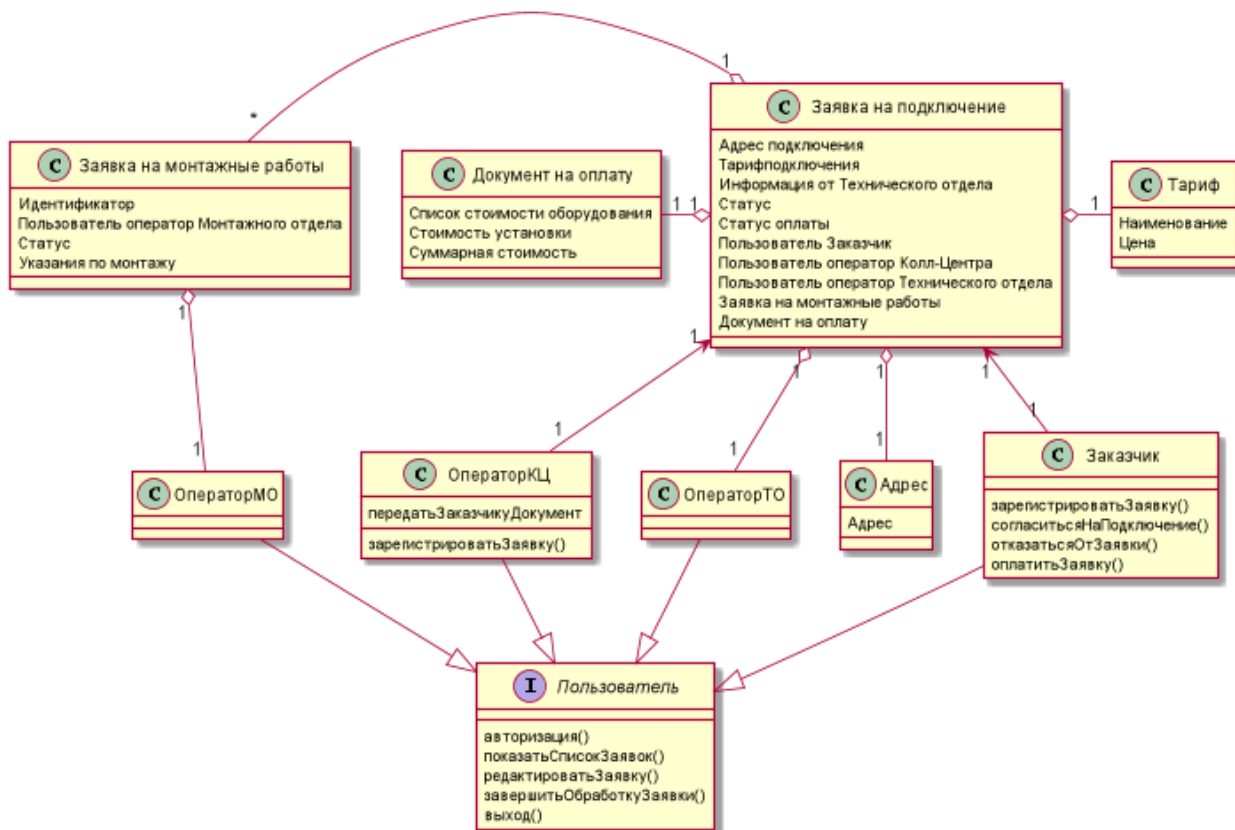 1
*
C Заявка на подключение
Адрес подключения
Тарифподключения
Информация от Технического отдела
Статус
Статус оплаты
Пользователь Заказчик
Пользователь оператор Колл-Центра
Пользователь оператор Технического отдела
Заявка на монтажные работы
Документ на оплату
C Заявка на монтажные работы
Идентификатор
Пользователь оператор Монтажного отдела
Статус
Указания по монтажу
C Документ на оплату
Список стоимости оборудования
Стоимость установки
Суммарная стоимость
1 1
1
C Тариф
Наименование
Цена
1
1
1
1
1
1
1
1
1
1
C ОператорМО
C ОператорКЦ
передатьЗаказчикуДокумент
зарегистрироватьЗаявку()
C ОператорТО
C Адрес
Адрес
C Заказчик
зарегистрироватьЗаявку()
согласитьсяНаПодключение()
отказатьсяОтЗаявки()
оплатитьЗаявку()
I Пользователь
авторизация()
показатьСписокЗаявок()
редактироватьЗаявку()
завершитьОбработкуЗаявки()
выход()